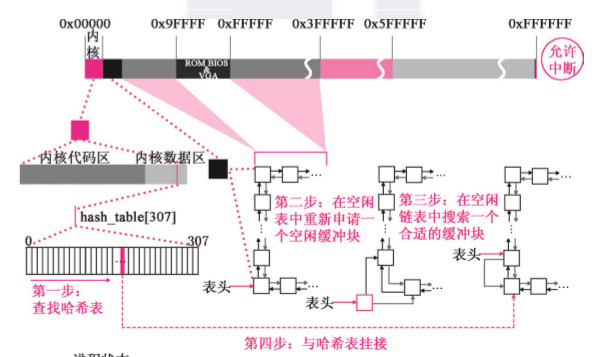 0x00000 0x9FFFF 0xFFFFF 0x3FFFFF 0x5FFFFF 0xFFFFFF
内
核
ROM BIOS
&
VGA
允许
中断
内核代码区 内核数据区
hash_table[307]
0 307
...
第一步：
查找哈希表
...
第二步：在空闲
表中重新申请一
个空闲缓冲块
表头
...
...
第三步：在空闲
链表中搜索一个
合适的缓冲块
表头
...
...
表头
...
第四步：与哈希表挂接